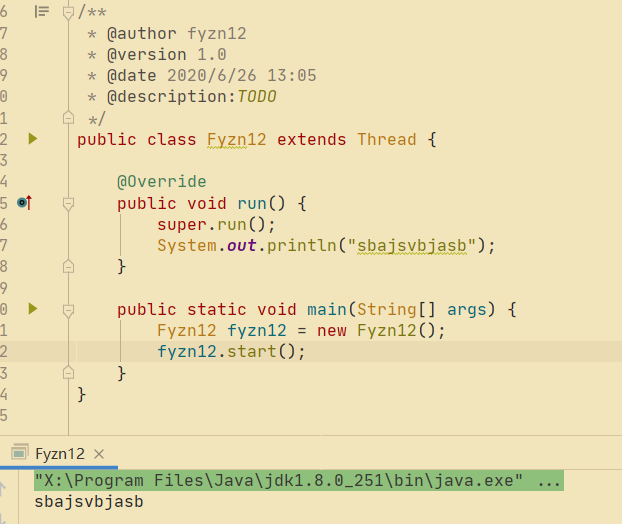 6 /**
7  * @author fyzn12
8  * @version 1.0
9  * @date 2020/6/26 13:05
0  * @description:TODO
1  */
2 public class Fyzn12 extends Thread {
3
4     @Override
5     public void run() {
6         super.run();
7         System.out.println("sbajsvbjasb");
8     }
9
0     public static void main(String[] args) {
1         Fyzn12 fyzn12 = new Fyzn12();
2         fyzn12.start();
3     }
4 }
5
Fyzn12 ×
"X:\Program Files\Java\jdk1.8.0_251\bin\java.exe" ...
sbajsvbjasb